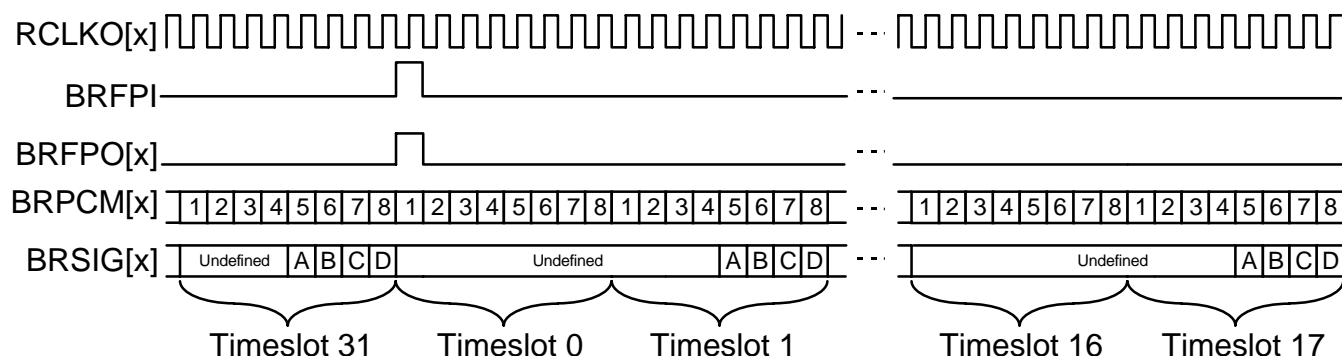 RCLKO[x]
BRFPI
BRFPO[x]
BRPCM[x] 1 2 3 4 5 6 7 8 1 2 3 4 5 6 7 8 1 2 3 4 5 6 7 8 1 2 3 4 5 6 7 8 1 2 3 4 5 6 7 8
BRSIG[x] Undefined A B C D Undefined A B C D Undefined A B C D
Timeslot 31 Timeslot 0 Timeslot 1 Timeslot 16 Timeslot 17